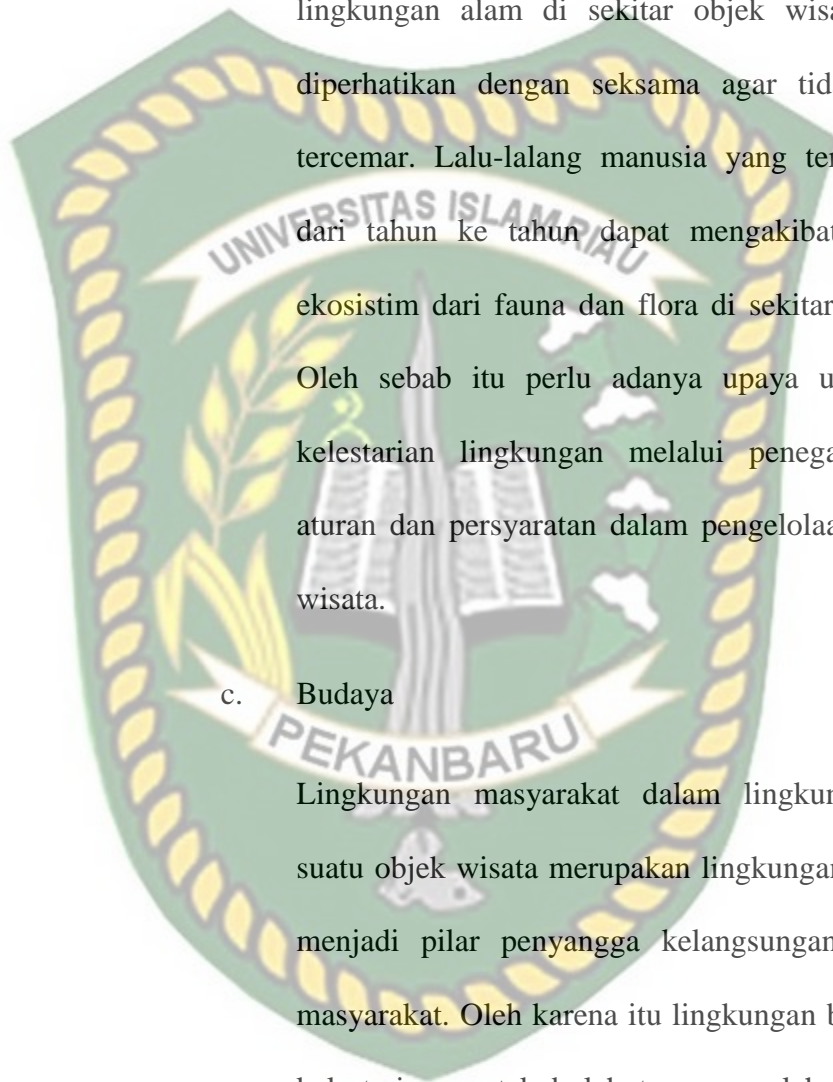 lingkungan alam di sekitar objek wisa
diperhatikan dengan seksama agar tid
tercemar. Lalu-lalang manusia yang ter
UNIVERSITAS ISLAM RIAU
dari tahun ke tahun dapat mengakibat
ekosistim dari fauna dan flora di sekitar
Oleh sebab itu perlu adanya upaya u
kelestarian lingkungan melalui penega
aturan dan persyaratan dalam pengelolaa
wisata.
c. Budaya
PEKANBARU
Lingkungan masyarakat dalam lingkun
suatu objek wisata merupakan lingkungan
menjadi pilar penyangga kelangsungan
masyarakat. Oleh karena itu lingkungan b